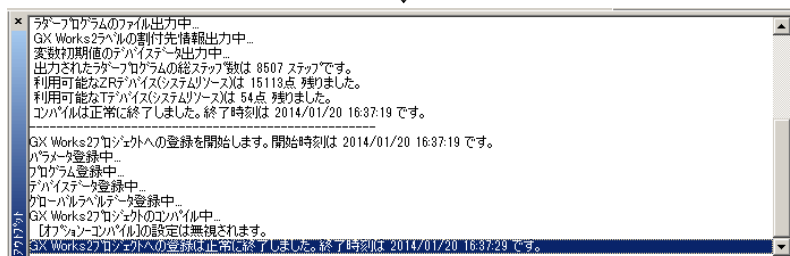 ラダープログラムのファイル出力中...
GX Works2ラベルの割付先情報出力中...
変数初期値のデバイスデータ出力中...
出力されたラダープログラムの総ステップ数は 8507 ステップです。
利用可能なZRデバイス(システムリソース)は 15113点 残りました。
利用可能なTデバイス(システムリソース)は 54点 残りました。
コンパイルは正常に終了しました。終了時刻は 2014/01/20 16:37:19 です。
----------------------------------------------------
GX Works2プロジェクトへの登録を開始します。開始時刻は 2014/01/20 16:37:19 です。
パラメータ登録中...
プログラム登録中...
デバイスデータ登録中...
グローバルラベルデータ登録中...
GX Works2プロジェクトのコンパイル中...
[オプション-コンパイル]の設定は無視されます。
GX Works2プロジェクトへの登録は正常に終了しました。終了時刻は 2014/01/20 16:37:29 です。
アウトプット